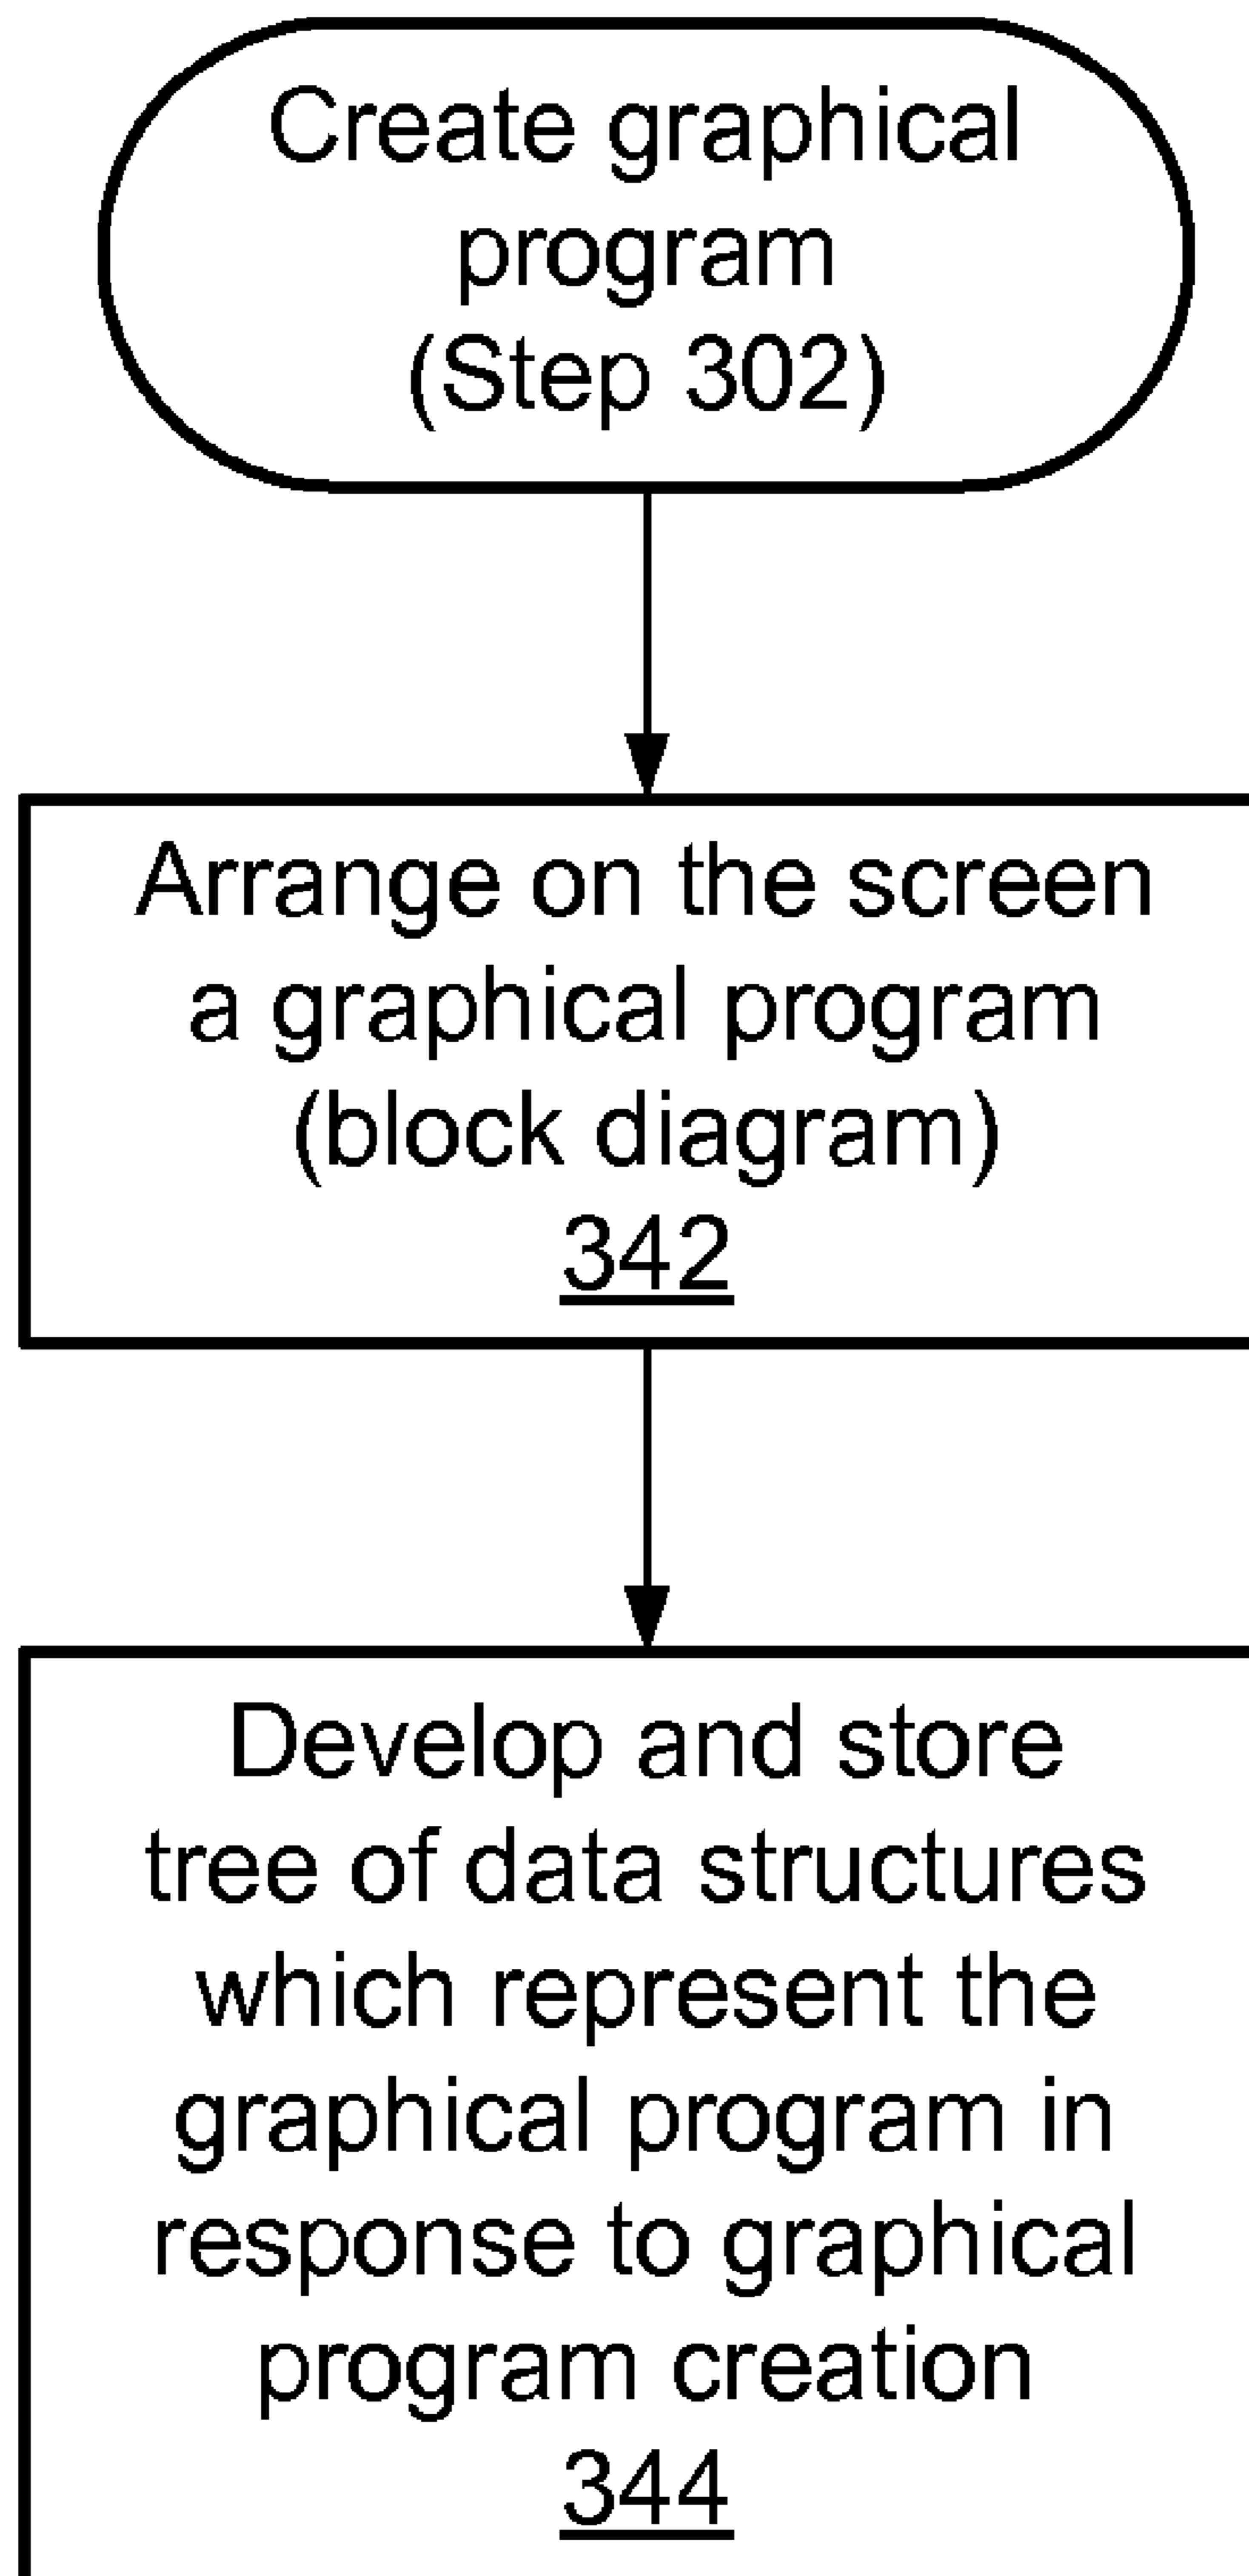 Create graphical
program
(Step 302)
Arrange on the screen
a graphical program
(block diagram)
342
Develop and store
tree of data structures
which represent the
graphical program in
response to graphical
program creation
344